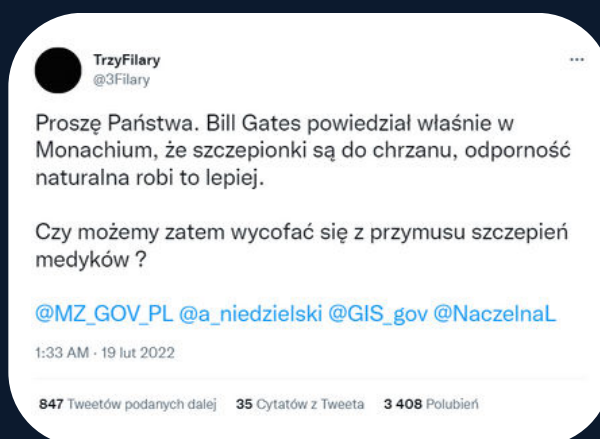 TrzyFilary
@3Filary
Proszę Państwa. Bill Gates powiedział właśnie w
Monachium, że szczepionki są do chrzanu, odporność
naturalna robi to lepiej.
Czy możemy zatem wycofać się z przymusu szczepień
medyków ?
@MZ_GOV_PL @a_niedzielski @GIS_gov @NaczelnaL
1:33 AM · 19 lut 2022
847 Tweetów podanych dalej 35 Cytatów z Tweeta 3 408 Polubień